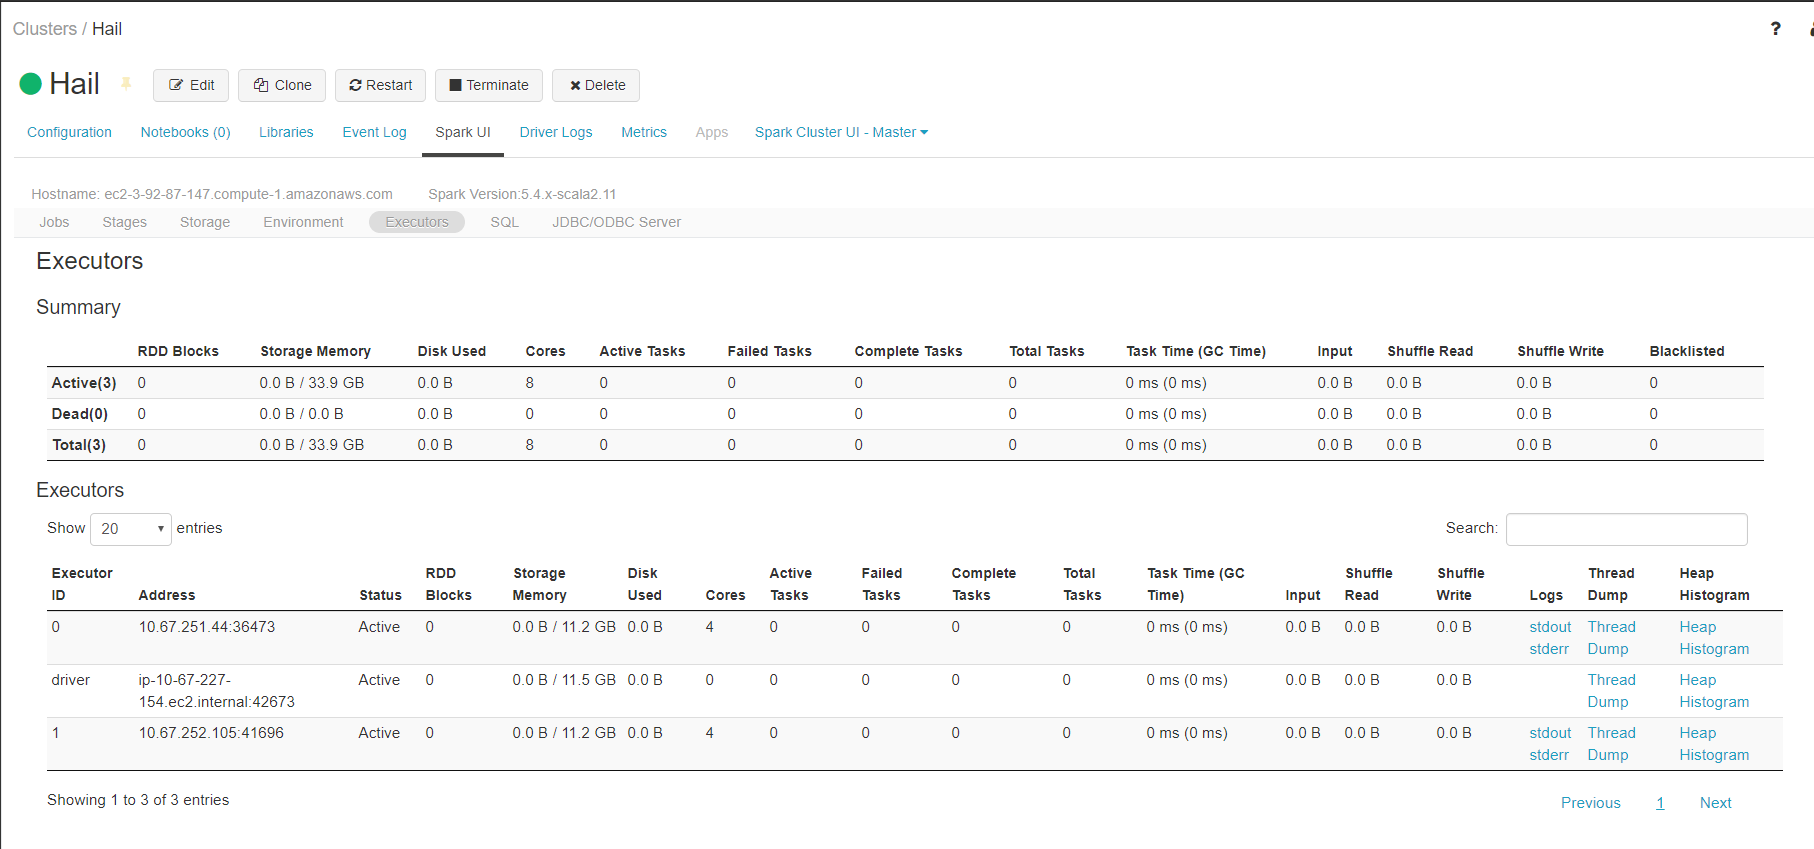 Clusters / Hail
?
Hail Edit Clone Restart Terminate Delete
Configuration Notebooks (0) Libraries Event Log Spark UI Driver Logs Metrics Apps Spark Cluster UI - Master
Hostname: ec2-3-92-87-147.compute-1.amazonaws.com Spark Version:5.4.x-scala2.11
Jobs Stages Storage Environment Executors SQL JDBC/ODBC Server
Executors
Summary
RDD Blocks Storage Memory Disk Used Cores Active Tasks Failed Tasks Complete Tasks Total Tasks Task Time (GC Time) Input Shuffle Read Shuffle Write Blacklisted
Active(3) 0 0.0 B / 33.9 GB 0.0 B 8 0 0 0 0 0 ms (0 ms) 0.0 B 0.0 B 0.0 B 0
Dead(0) 0 0.0 B / 0.0 B 0.0 B 0 0 0 0 0 0 ms (0 ms) 0.0 B 0.0 B 0.0 B 0
Total(3) 0 0.0 B / 33.9 GB 0.0 B 8 0 0 0 0 0 ms (0 ms) 0.0 B 0.0 B 0.0 B 0
Executors
Show 20 entries Search:
Executor RDD Storage Disk Active Failed Complete Total Task Time (GC Shuffle Shuffle Thread Heap
ID Address Status Blocks Memory Used Cores Tasks Tasks Tasks Tasks Time) Input Read Write Logs Dump Histogram
0 10.67.251.44:36473 Active 0 0.0 B / 11.2 GB 0.0 B 4 0 0 0 0 0 ms (0 ms) 0.0 B 0.0 B 0.0 B stdout Thread Heap
stderr Dump Histogram
driver ip-10-67-227- Active 0 0.0 B / 11.5 GB 0.0 B 0 0 0 0 0 0 ms (0 ms) 0.0 B 0.0 B 0.0 B Thread Heap
154.ec2.internal:42673 Dump Histogram
1 10.67.252.105:41696 Active 0 0.0 B / 11.2 GB 0.0 B 4 0 0 0 0 0 ms (0 ms) 0.0 B 0.0 B 0.0 B stdout Thread Heap
stderr Dump Histogram
Showing 1 to 3 of 3 entries Previous 1 Next